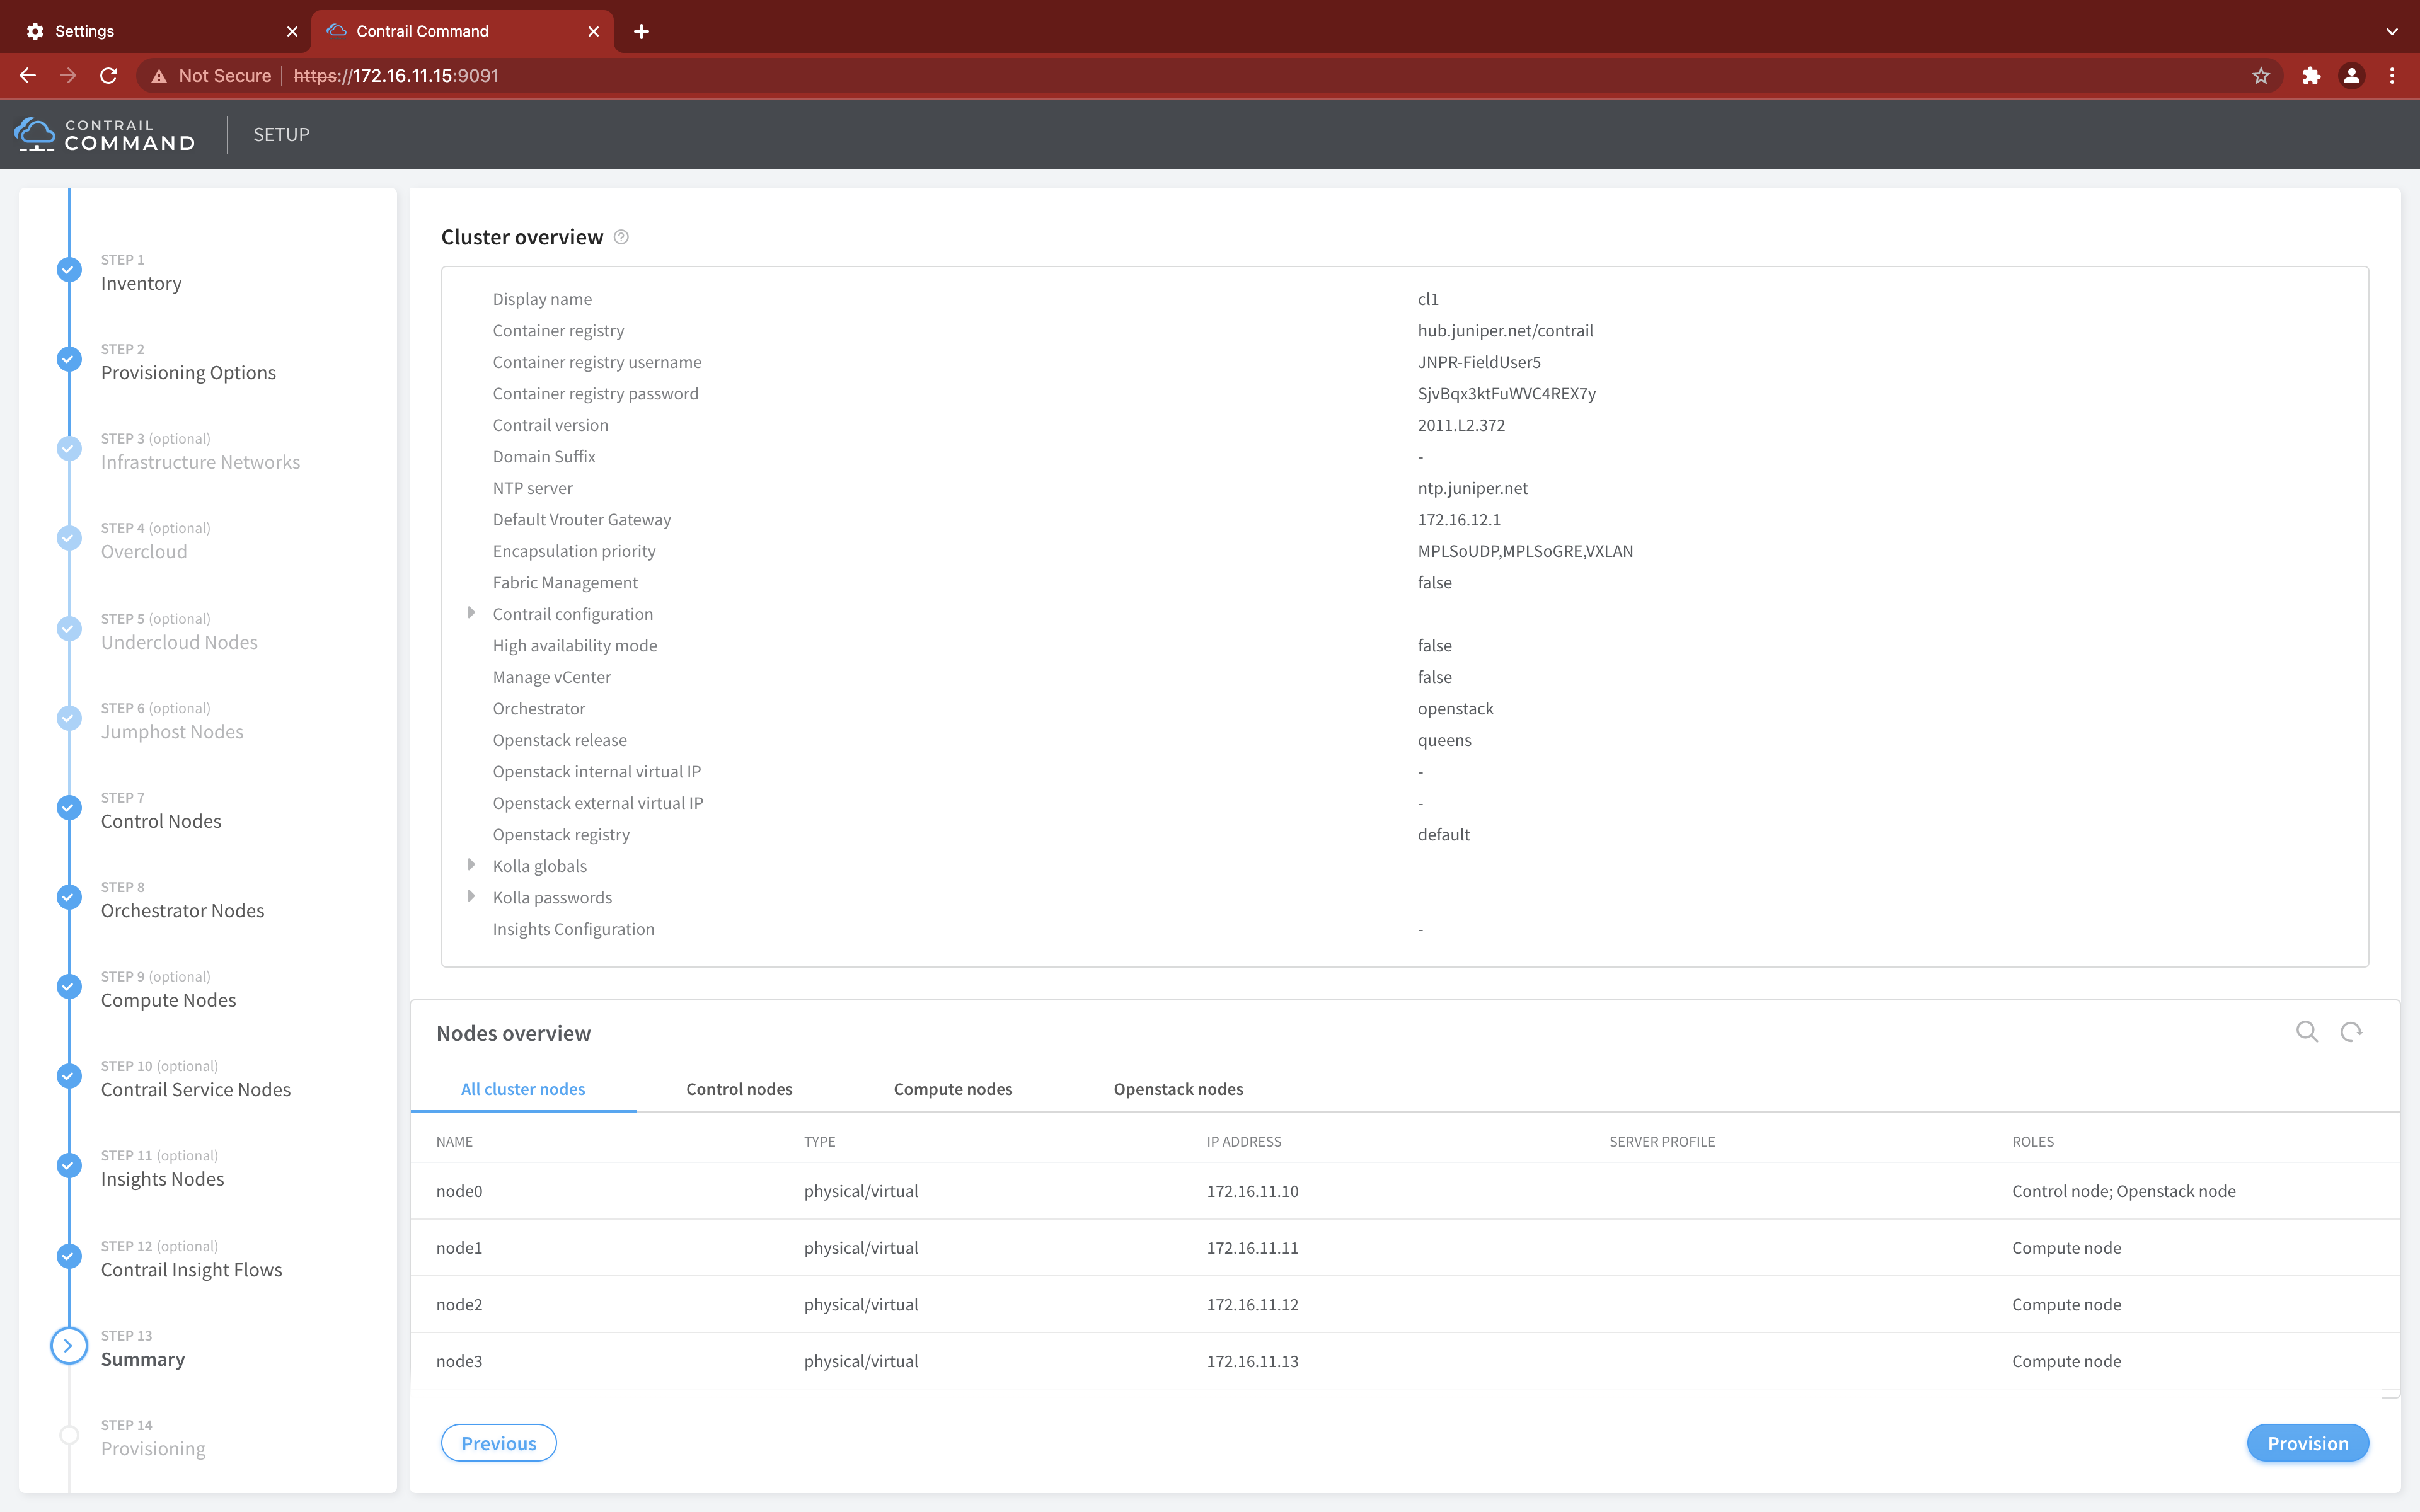 Settings
Contrail Command
Not Secure https://172.16.11.15:9091
CONTRAIL
COMMAND
SETUP
STEP 1
Inventory
STEP 2
Provisioning Options
STEP 3 (optional)
Infrastructure Networks
STEP 4 (optional)
Overcloud
STEP 5 (optional)
Undercloud Nodes
STEP 6 (optional)
Jumphost Nodes
STEP 7
Control Nodes
STEP 8
Orchestrator Nodes
STEP 9 (optional)
Compute Nodes
STEP 10 (optional)
Contrail Service Nodes
STEP 11 (optional)
Insights Nodes
STEP 12 (optional)
Contrail Insight Flows
STEP 13
Summary
STEP 14
Provisioning
Cluster overview
Display name cl1
Container registry hub.juniper.net/contrail
Container registry username JNPR-FieldUser5
Container registry password SjvBqx3ktFuWVC4REX7y
Contrail version 2011.L2.372
Domain Suffix -
NTP server ntp.juniper.net
Default Vrouter Gateway 172.16.12.1
Encapsulation priority MPLSoUDP,MPLSoGRE,VXLAN
Fabric Management false
Contrail configuration
High availability mode false
Manage vCenter false
Orchestrator openstack
Openstack release queens
Openstack internal virtual IP -
Openstack external virtual IP -
Openstack registry default
Kolla globals
Kolla passwords
Insights Configuration -
Nodes overview
All cluster nodes Control nodes Compute nodes Openstack nodes
NAME TYPE IP ADDRESS SERVER PROFILE ROLES
node0 physical/virtual 172.16.11.10 Control node; Openstack node
node1 physical/virtual 172.16.11.11 Compute node
node2 physical/virtual 172.16.11.12 Compute node
node3 physical/virtual 172.16.11.13 Compute node
Previous Provision